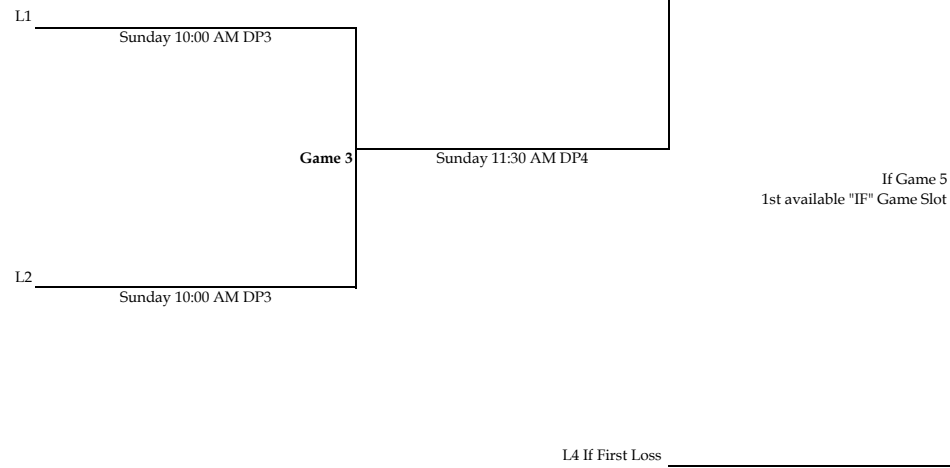 L1
Sunday 10:00 AM DP3
Game 3
Sunday 11:30 AM DP4
If Game 5
1st available "IF" Game Slot
L2
Sunday 10:00 AM DP3
L4 If First Loss